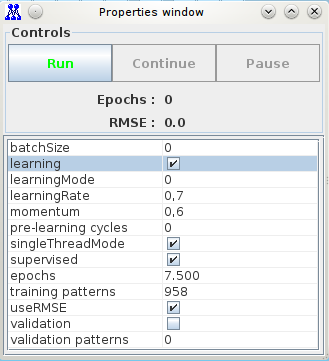 Properties window
Controls
Run Continue Pause
Epochs : 0
RMSE : 0.0
batchSize 0
learning
learningMode 0
learningRate 0,7
momentum 0,6
pre-learning cycles 0
singleThreadMode
supervised
epochs 7.500
training patterns 958
useRMSE
validation
validation patterns 0